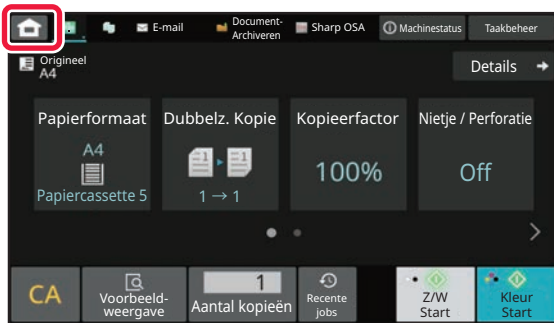 E-mail
Document-
Archiveren
Sharp OSA
Machinestatus
Taakbeheer
Origineel
A4
Details
Papierformaat
A4
Papiercassette 5
Dubbelz. Kopie
1 → 1
Kopieerfactor
100%
Nietje / Perforatie
Off
CA
Voorbeeld-
weergave
1
Aantal kopieën
Recente
jobs
Z/W
Start
Kleur
Start